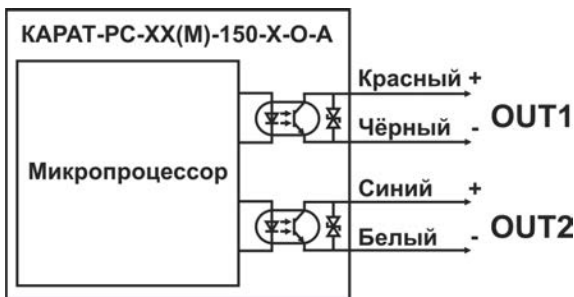 КАРАТ-РС-ХХ(М)-150-Х-О-А
Красный +
OUT1
Чёрный -
Микропроцессор
Синий +
OUT2
Белый -